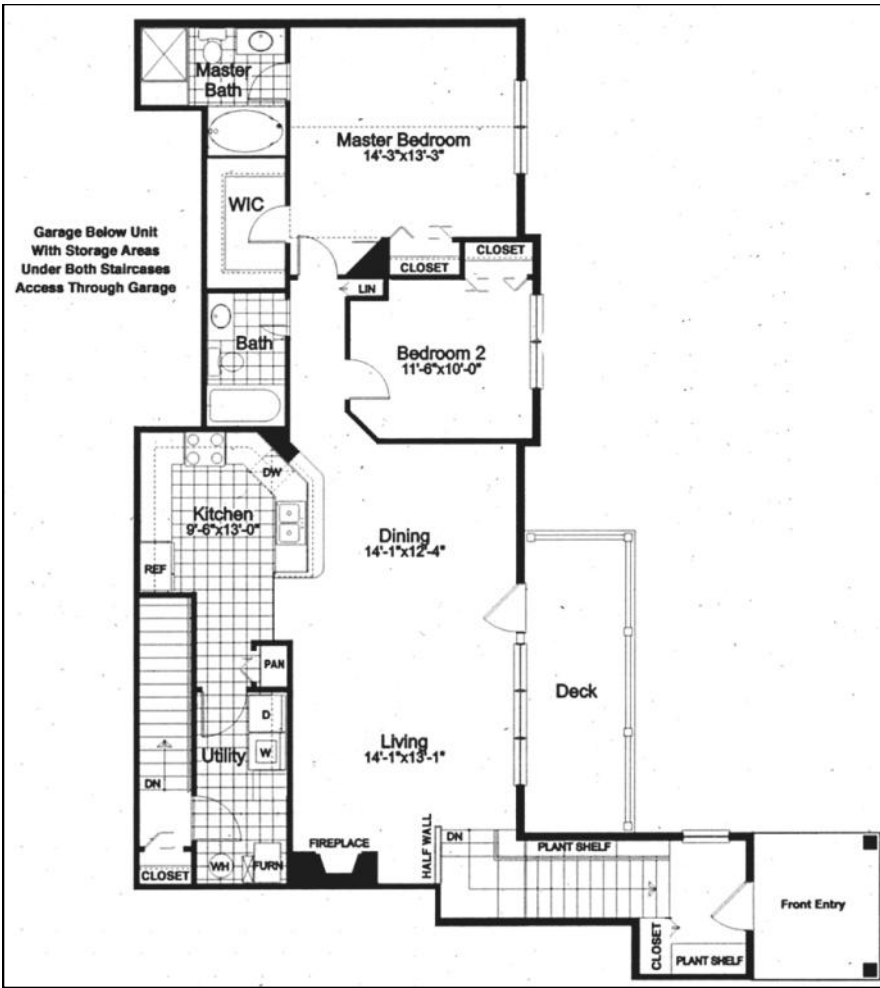 Master
Bath
Master Bedroom
14'-3"x13'-3"
WIC
Garage Below Unit
With Storage Areas
Under Both Staircases
Access Through Garage
CLOSET
CLOSET
LIN
Bath
Bedroom 2
11'-6"x10'-0"
DW
Kitchen
9'-6"x13'-0"
Dining
14'-1"x12'-4"
REF
PAN
Deck
D
Utility
W
Living
14'-1"x13'-1"
DN
FIREPLACE
HALF WALL
DN
PLANT SHELF
WH
FURN
CLOSET
Front Entry
CLOSET
PLANT SHELF